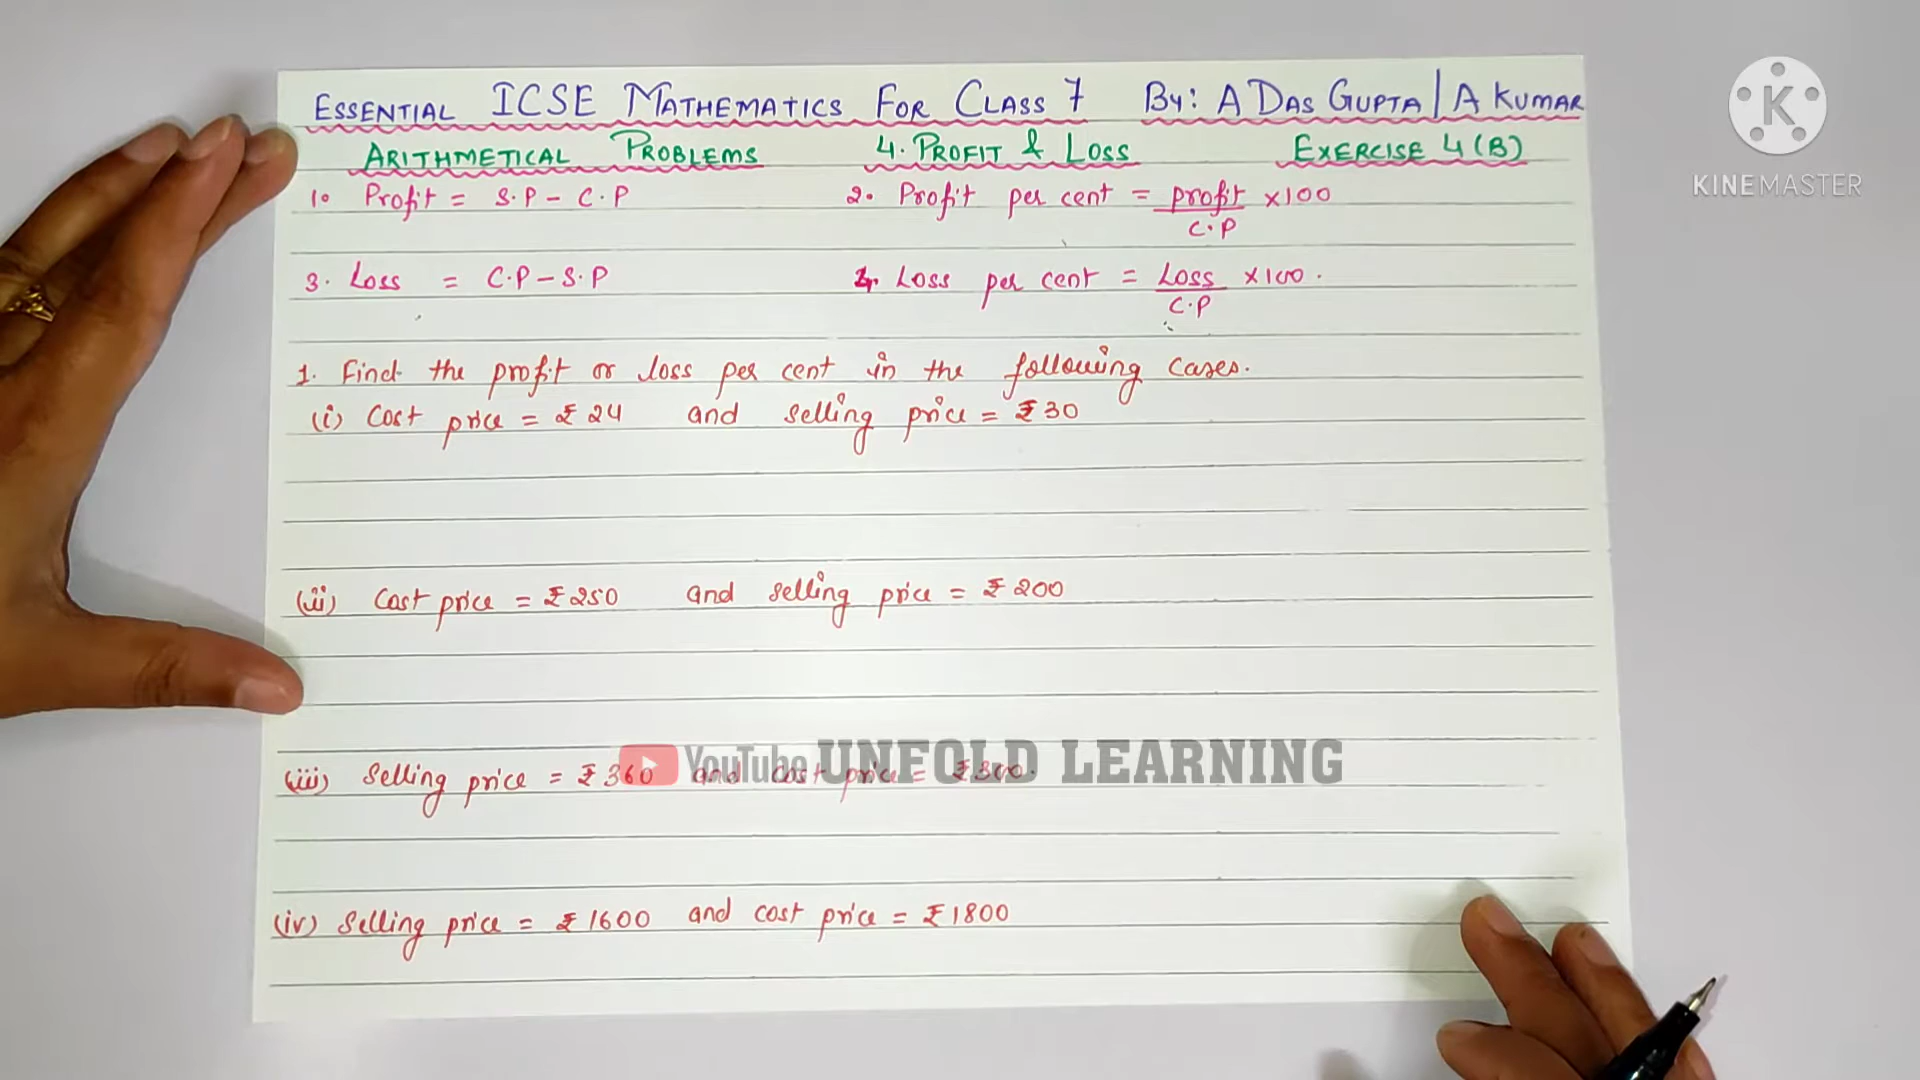 ESSENTIAL ICSE MATHEMATICS FOR CLASS 7 BY: A DAS GUPTA | A KUMAR
ARITHMETICAL PROBLEMS 4. PROFIT & LOSS EXERCISE 4(B)
1. Profit = S.P - C.P 2. Profit per cent = profit/C.P ×100
3. Loss = C.P - S.P 4. Loss per cent = Loss/C.P ×100.
1. Find the profit or loss per cent in the following cases.
(i) Cost price = ₹ 24 and selling price = ₹ 30
(ii) Cost price = ₹ 250 and selling price = ₹ 200
(iii) Selling price = ₹ 360 and cost price = ₹ 300.
(iv) Selling price = ₹ 1600 and cost price = ₹ 1800
YouTube UNFOLD LEARNING
K
KINEMASTER